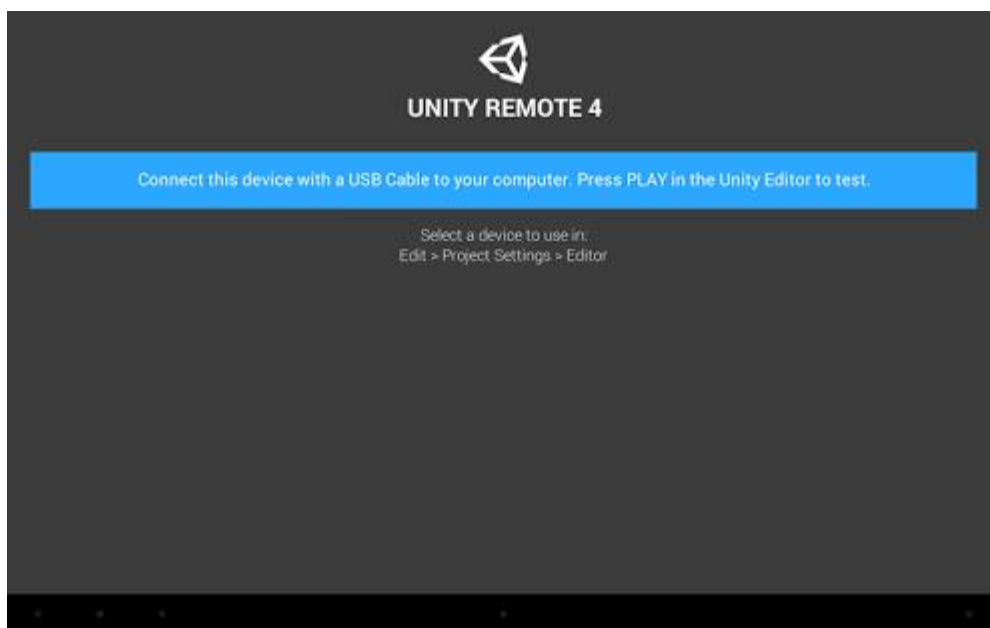 UNITY REMOTE 4
Connect this device with a USB Cable to your computer. Press PLAY in the Unity Editor to test.
Select a device to use in:
Edit > Project Settings > Editor